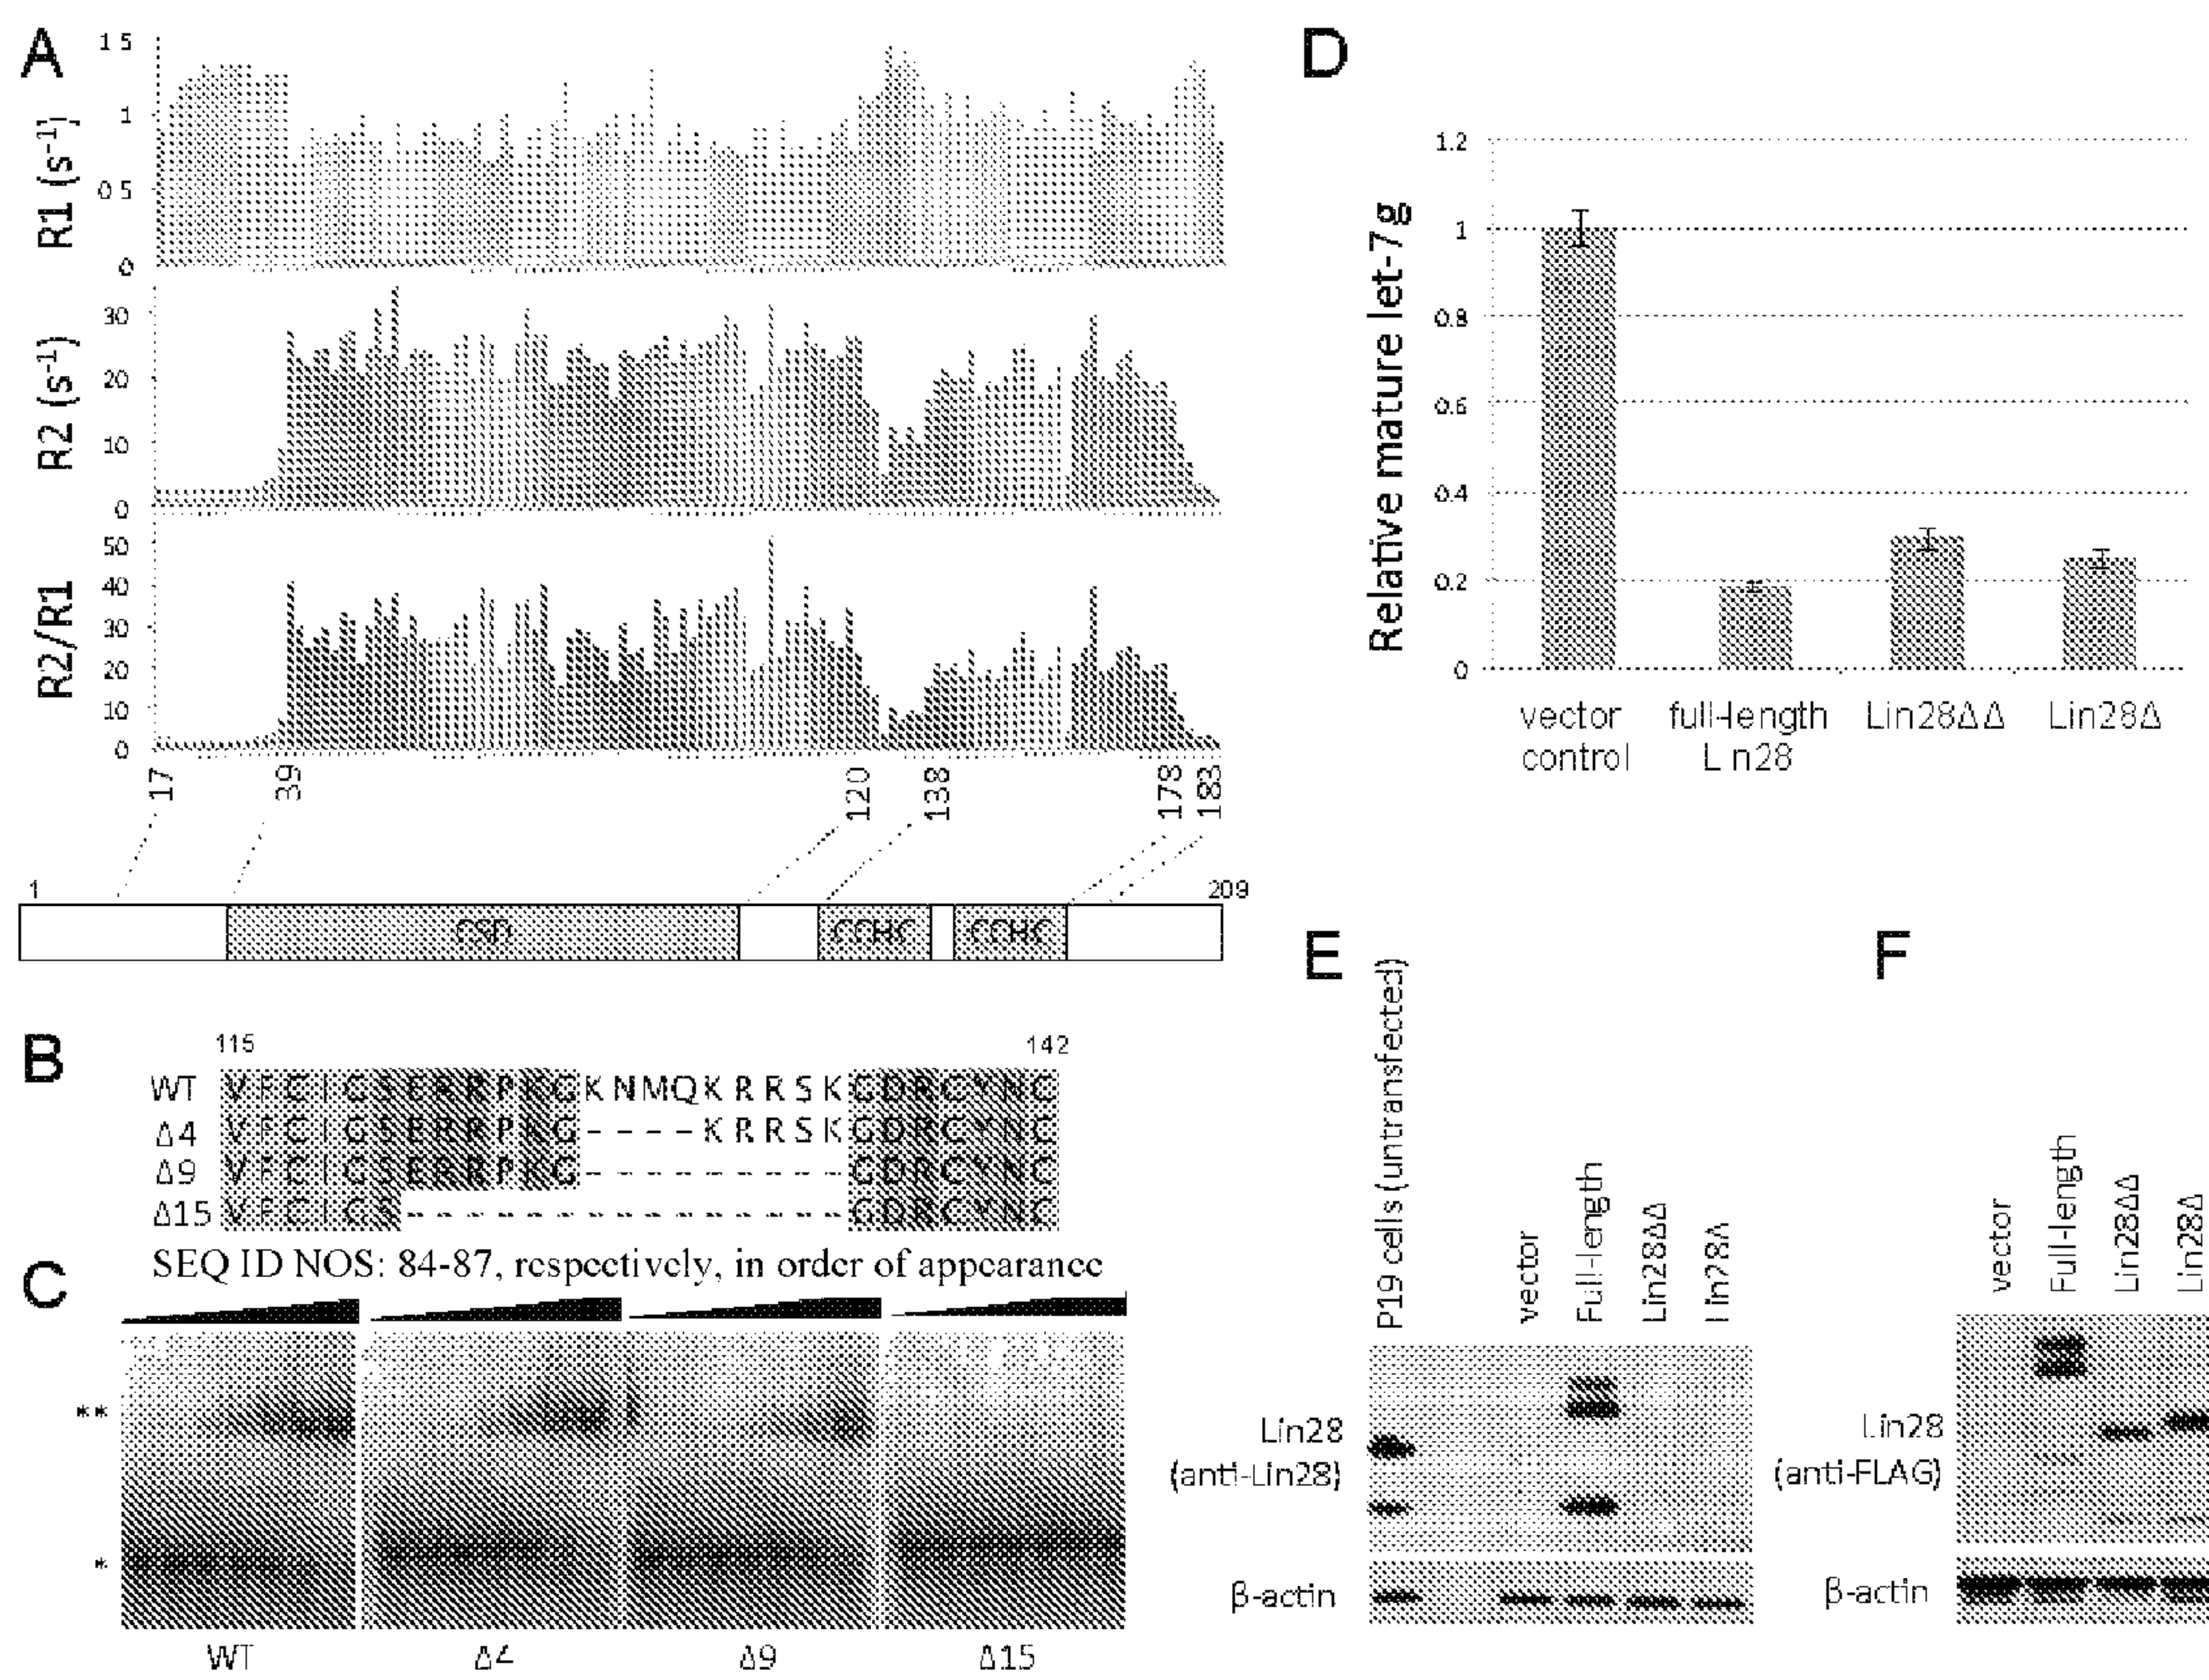 A
R1 (s⁻¹)
1 5
1
0 5
0
R2 (s⁻¹)
30
20
10
0
R2/R1
50
40
30
20
10
0
17
39
120
138
178
183
1
209
CSD
CCHC
CCHC
B
115
142
WT VFCIGSERRPKGKNMQKRRSKGDRCYNC
Δ4 VFCIGSERRPKG----KRRSKGDRCYNC
Δ9 VFCIGSERRPKG---------GDRCYNC
Δ15 VFCIGS---------------GDRCYNC
SEQ ID NOS: 84-87, respectively, in order of appearance
C
**
*
WT
Δ4
Δ9
Δ15
D
Relative mature let-7g
1.2
1
0.8
0.6
0.4
0.2
0
vector control
full-length Lin28
Lin28ΔΔ
Lin28Δ
E
P19 cells (untransfected)
vector
Full-length
Lin28ΔΔ
Lin28Δ
Lin28
(anti-Lin28)
β-actin
F
vector
Full-length
Lin28ΔΔ
Lin28Δ
Lin28
(anti-FLAG)
β-actin